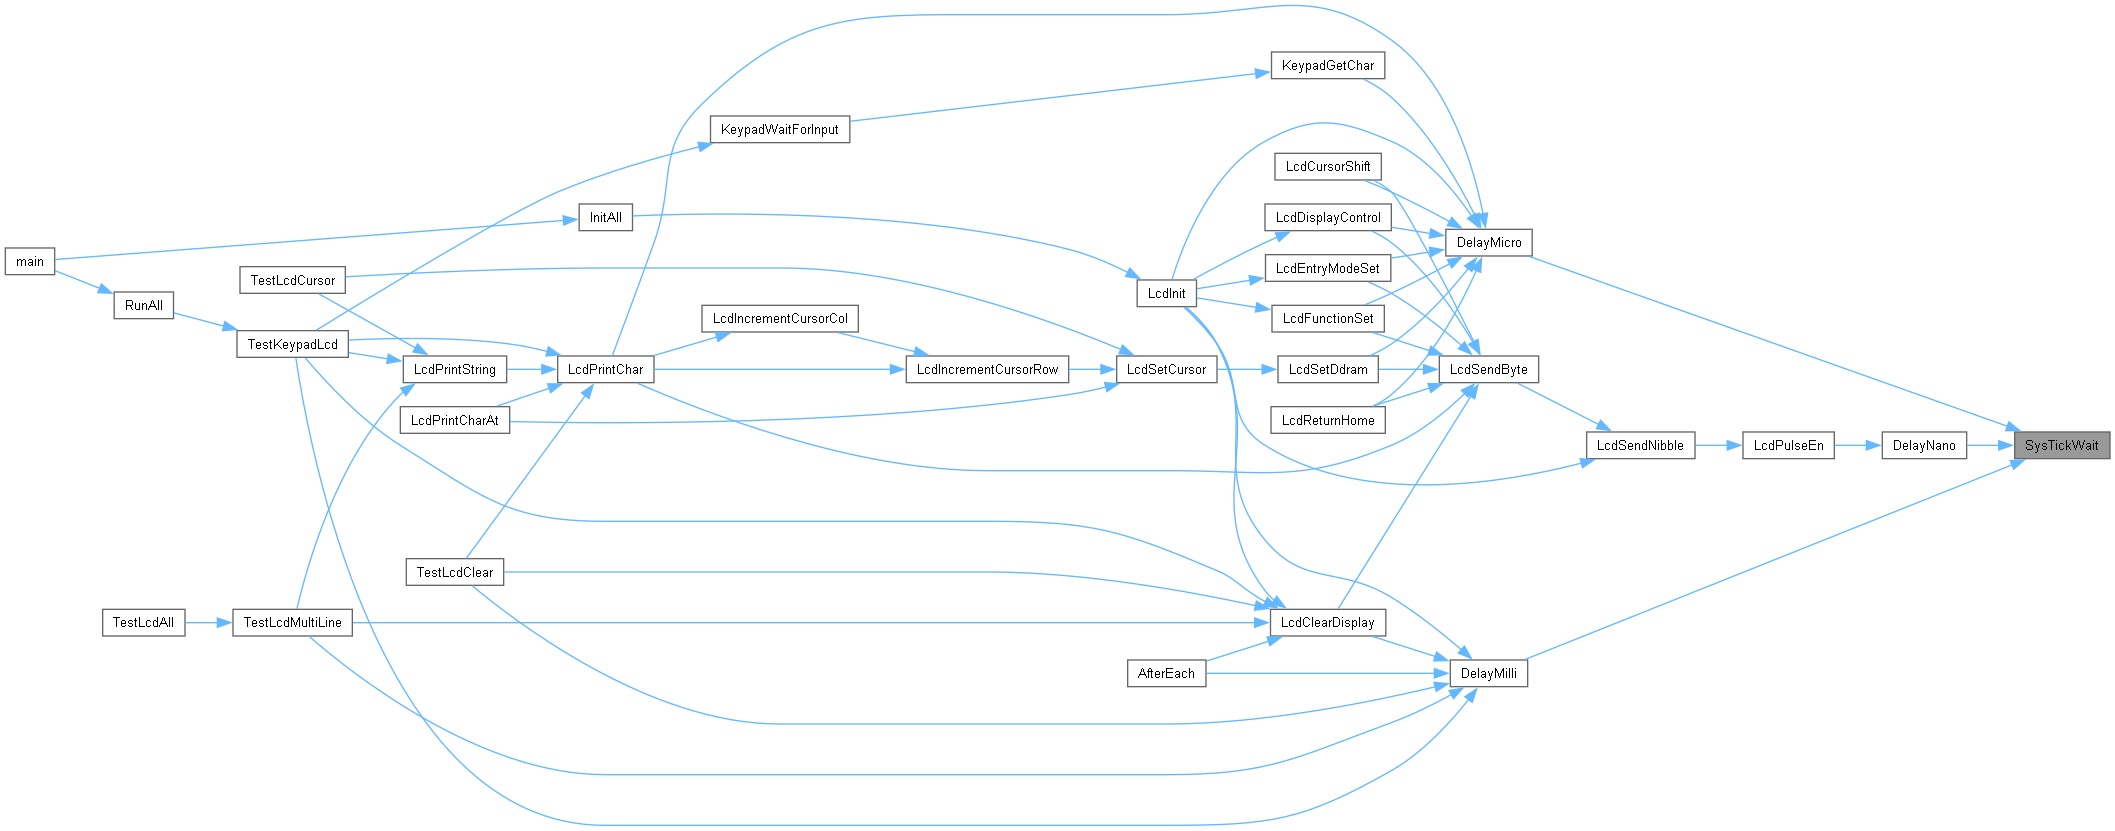 KeypadGetChar
KeypadWaitForInput
LcdCursorShift
InitAll
LcdDisplayControl
DelayMicro
main
LcdEntryModeSet
TestLcdCursor
LcdInit
RunAll
LcdIncrementCursorCol
LcdFunctionSet
TestKeypadLcd
LcdPrintString
LcdPrintChar
LcdIncrementCursorRow
LcdSetCursor
LcdSetDdram
LcdSendByte
LcdPrintCharAt
LcdReturnHome
LcdSendNibble
LcdPulseEn
DelayNano
SysTickWait
TestLcdClear
TestLcdAll
TestLcdMultiLine
LcdClearDisplay
AfterEach
DelayMilli